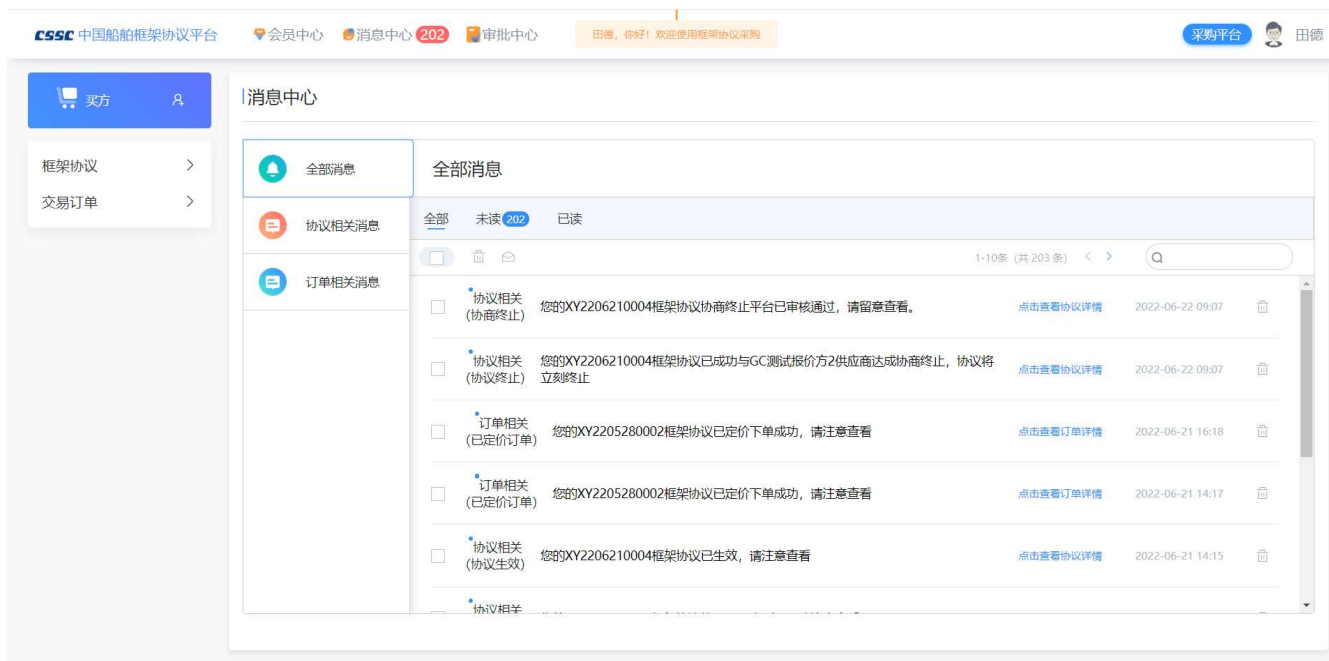 CSSC 中国船舶框架协议平台 会员中心 消息中心 202 审批中心 田德，你好！欢迎使用框架协议采购 采购平台 田德
买方
消息中心
框架协议
交易订单
全部消息
协议相关消息
订单相关消息
全部消息
全部 未读 202 已读
1-10条 (共 203 条)
协议相关
(协商终止)
您的XY2206210004框架协议协商终止平台已审核通过，请留意查看。
点击查看协议详情
2022-06-22 09:07
协议相关
(协议终止)
您的XY2206210004框架协议已成功与GC测试报价方2供应商达成协商终止，协议将
立刻终止
点击查看协议详情
2022-06-22 09:07
订单相关
(已定价订单)
您的XY2205280002框架协议已定价下单成功，请注意查看
点击查看订单详情
2022-06-21 16:18
订单相关
(已定价订单)
您的XY2205280002框架协议已定价下单成功，请注意查看
点击查看订单详情
2022-06-21 14:17
协议相关
(协议生效)
您的XY2206210004框架协议已生效，请注意查看
点击查看协议详情
2022-06-21 14:15
协议相关